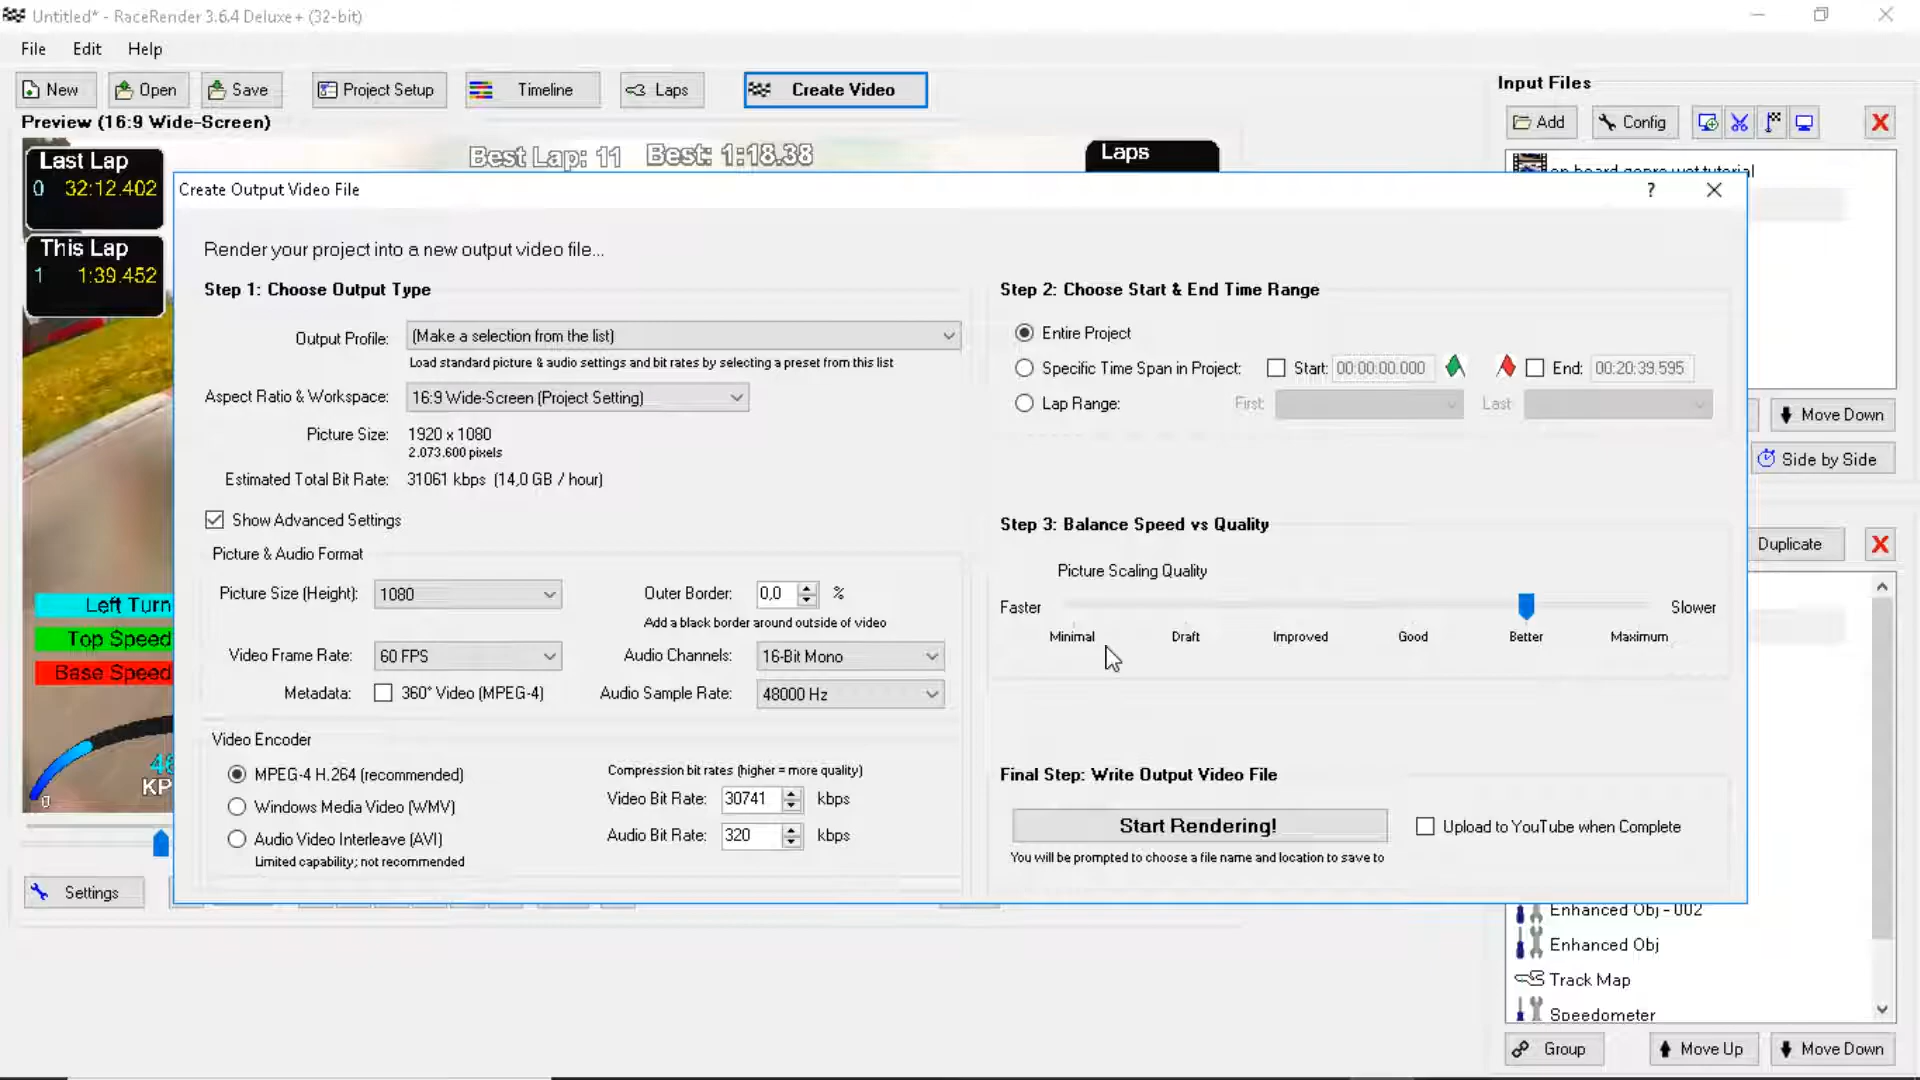 Untitled* - RaceRender 3.6.4 Deluxe+ (32-bit)
File Edit Help
New Open Save Project Setup Timeline Laps Create Video
Input Files
Preview (16:9 Wide-Screen)
Add Config
Last Lap
0 32:12.402
Best Lap: 11 Best: 1:18.38
Laps
This Lap
1 1:39.452
Create Output Video File
?
Render your project into a new output video file...
Step 1: Choose Output Type
Output Profile: (Make a selection from the list)
Load standard picture & audio settings and bit rates by selecting a preset from this list
Aspect Ratio & Workspace: 16:9 Wide-Screen (Project Setting)
Picture Size: 1920 x 1080
2.073.600 pixels
Estimated Total Bit Rate: 31061 kbps (14,0 GB / hour)
Show Advanced Settings
Picture & Audio Format
Picture Size (Height): 1080
Outer Border: 0,0 %
Add a black border around outside of video
Video Frame Rate: 60 FPS
Audio Channels: 16-Bit Mono
Metadata: 360° Video (MPEG-4)
Audio Sample Rate: 48000 Hz
Video Encoder
MPEG-4 H.264 (recommended)
Windows Media Video (WMV)
Audio Video Interleave (AVI)
Limited capability; not recommended
Compression bit rates (higher = more quality)
Video Bit Rate: 30741 kbps
Audio Bit Rate: 320 kbps
Step 2: Choose Start & End Time Range
Entire Project
Specific Time Span in Project: Start: 00:00:00.000 End: 00:20:39.595
Lap Range: First: Last:
Step 3: Balance Speed vs Quality
Picture Scaling Quality
Faster Slower
Minimal Draft Improved Good Better Maximum
Final Step: Write Output Video File
Start Rendering! Upload to YouTube when Complete
You will be prompted to choose a file name and location to save to
Left Turn
Top Speed
Base Speed
KP
0
Settings
Move Down
Side by Side
Duplicate
Enhanced Obj - 002
Enhanced Obj
Track Map
Speedometer
Group Move Up Move Down